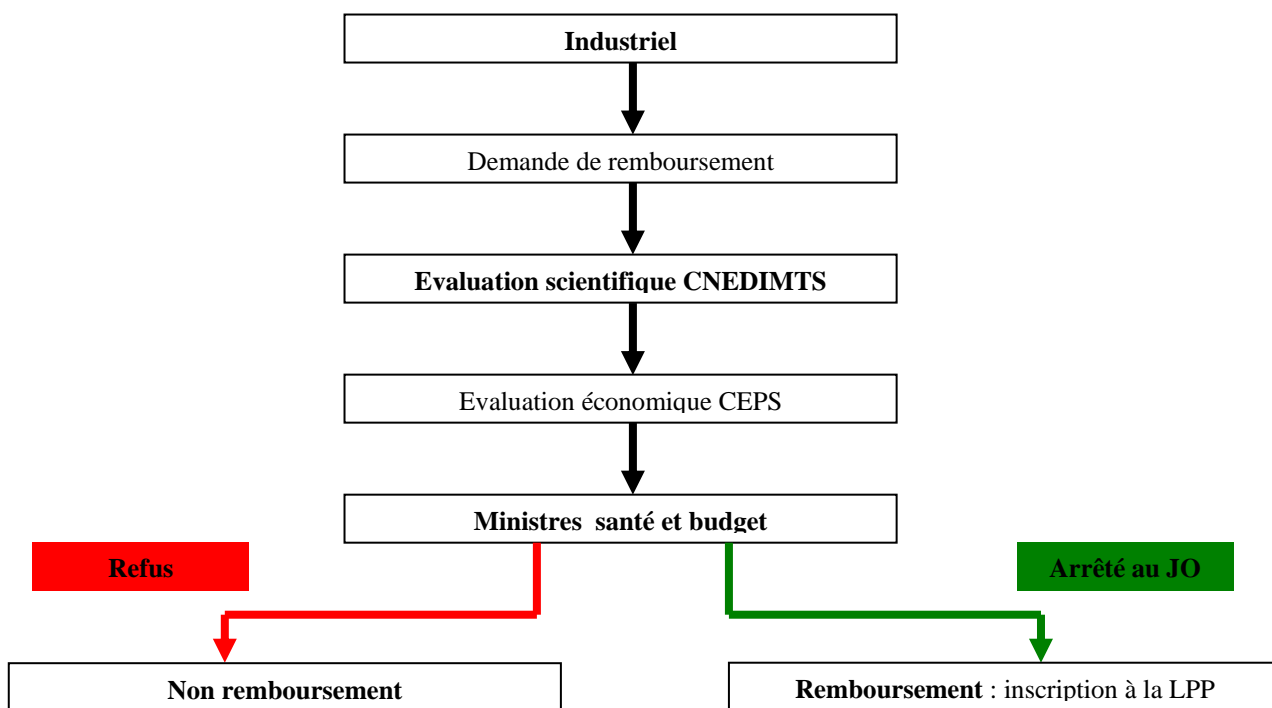 Industriel
Demande de remboursement
Evaluation scientifique CNEDIMTS
Evaluation économique CEPS
Ministres santé et budget
Refus
Arrêté au JO
Non remboursement
Remboursement : inscription à la LPP